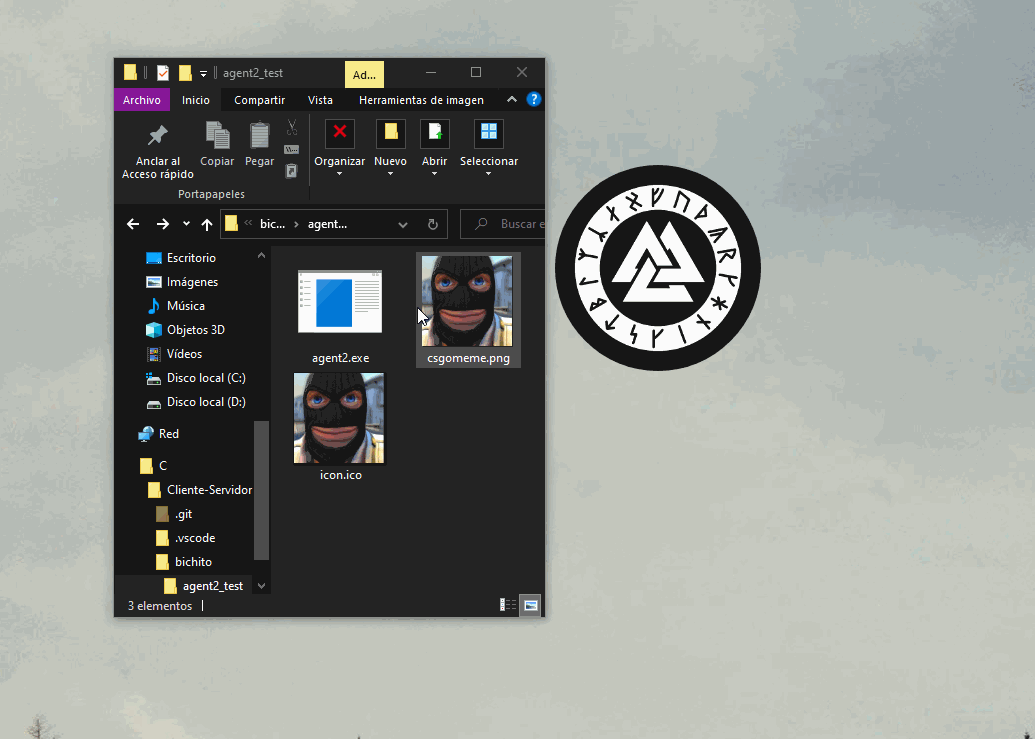 agent2_test
Ad...
Archivo
Inicio
Compartir
Vista
Herramientas de imagen
?
Anclar al
Acceso rápido
Copiar
Pegar
Organizar
Nuevo
Abrir
Seleccionar
Portapapeles
« bic... › agent...
Buscar e
Escritorio
Imágenes
Música
Objetos 3D
Vídeos
Disco local (C:)
Disco local (D:)
Red
C
Cliente-Servidor
.git
.vscode
bichito
agent2_test
agent2.exe
csgomeme.png
icon.ico
3 elementos